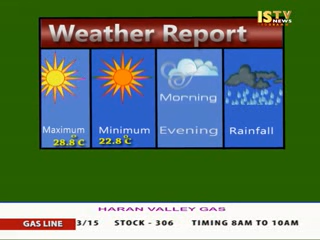 ISTV
NEWS
Weather Report
Maximum
28.8°C
Minimum
22.8°C
Morning
Evening
Rainfall
HARAN VALLEY GAS
GAS LINE 3/15 STOCK - 306 TIMING 8AM TO 10AM